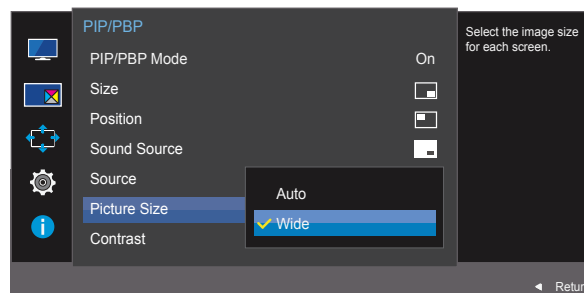 PIP/PBP
PIP/PBP Mode On
Size
Position
Sound Source
Source
Picture Size
Contrast
Auto
Wide
Select the image size
for each screen.
Retur